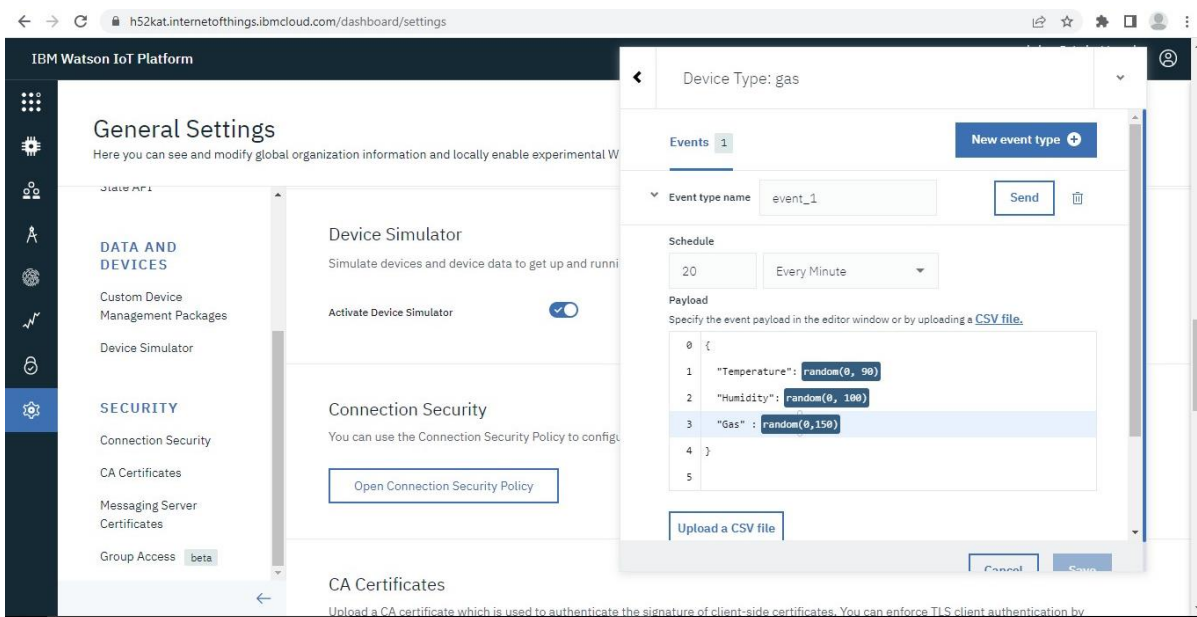 h52kat.internetofthings.ibmcloud.com/dashboard/settings
IBM Watson IoT Platform
General Settings
Here you can see and modify global organization information and locally enable experimental W
State API
DATA AND
DEVICES
Custom Device
Management Packages
Device Simulator
SECURITY
Connection Security
CA Certificates
Messaging Server
Certificates
Group Access beta
Device Simulator
Simulate devices and device data to get up and runni
Activate Device Simulator
Connection Security
You can use the Connection Security Policy to configu
Open Connection Security Policy
CA Certificates
Upload a CA certificate which is used to authenticate the signature of client-side certificates. You can enforce TLS client authentication by
Device Type: gas
Events 1
New event type
Event type name event_1 Send
Schedule
20 Every Minute
Payload
Specify the event payload in the editor window or by uploading a CSV file.
0 {
1 "Temperature": random(0, 90)
2 "Humidity": random(0, 100)
3 "Gas" : random(0,150)
4 }
5
Upload a CSV file
Cancel Save